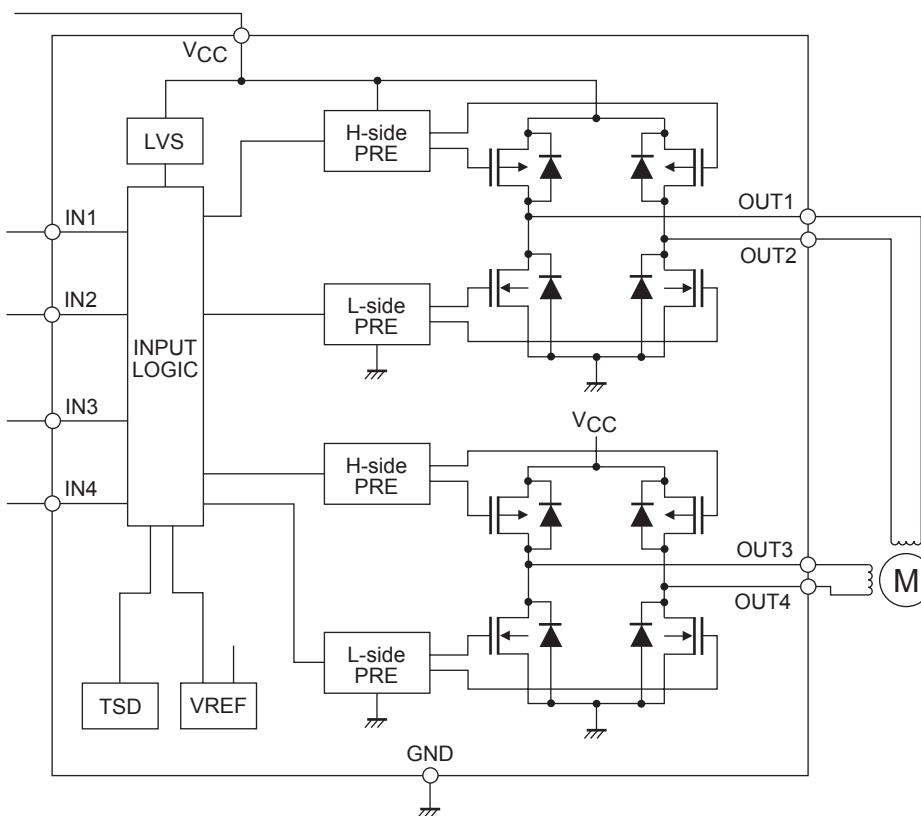 VCC
LVS
H-side
PRE
OUT1
IN1
OUT2
IN2
L-side
PRE
INPUT
LOGIC
IN3
VCC
H-side
PRE
IN4
OUT3
M
OUT4
L-side
PRE
TSD
VREF
GND